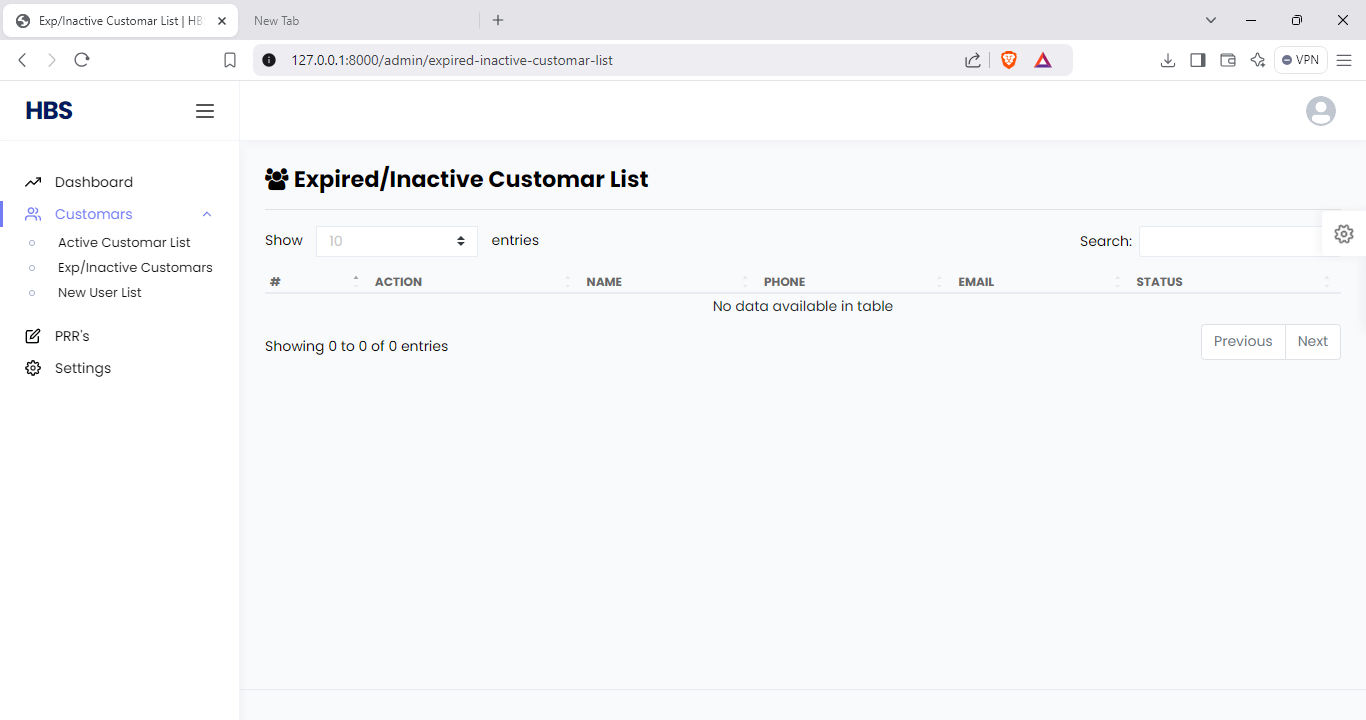 Exp/Inactive Customar List | HB
New Tab
127.0.0.1:8000/admin/expired-inactive-customar-list
VPN
HBS
Dashboard
Customars
Active Customar List
Exp/Inactive Customars
New User List
PRR's
Settings
Expired/Inactive Customar List
Show 10 entries
Search:
# ACTION NAME PHONE EMAIL STATUS
No data available in table
Showing 0 to 0 of 0 entries
Previous Next